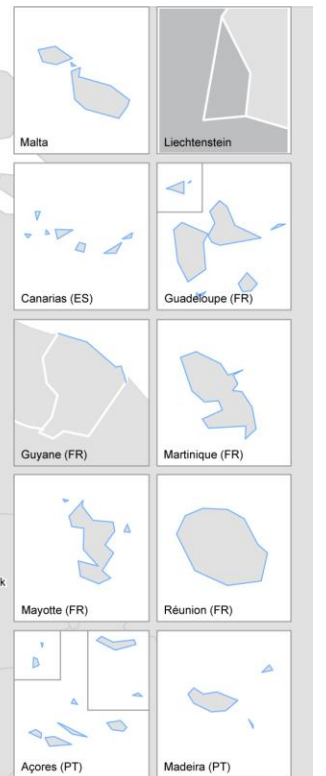 Malta
Liechtenstein
Canarias (ES)
Guadeloupe (FR)
Guyane (FR)
Martinique (FR)
k
Mayotte (FR)
Réunion (FR)
Açores (PT)
Madeira (PT)